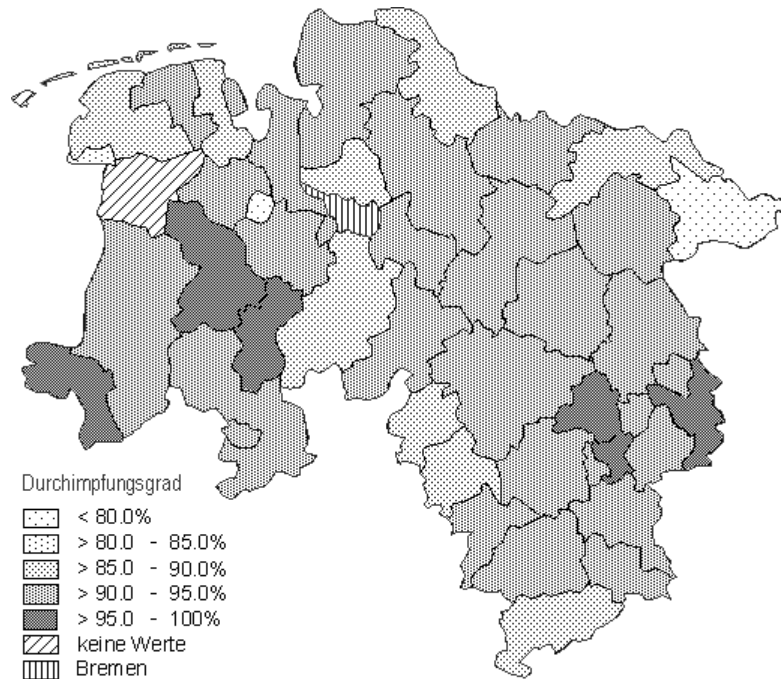 Durchimpfungsgrad
< 80.0%
> 80.0 - 85.0%
> 85.0 - 90.0%
> 90.0 - 95.0%
> 95.0 - 100%
keine Werte
Bremen